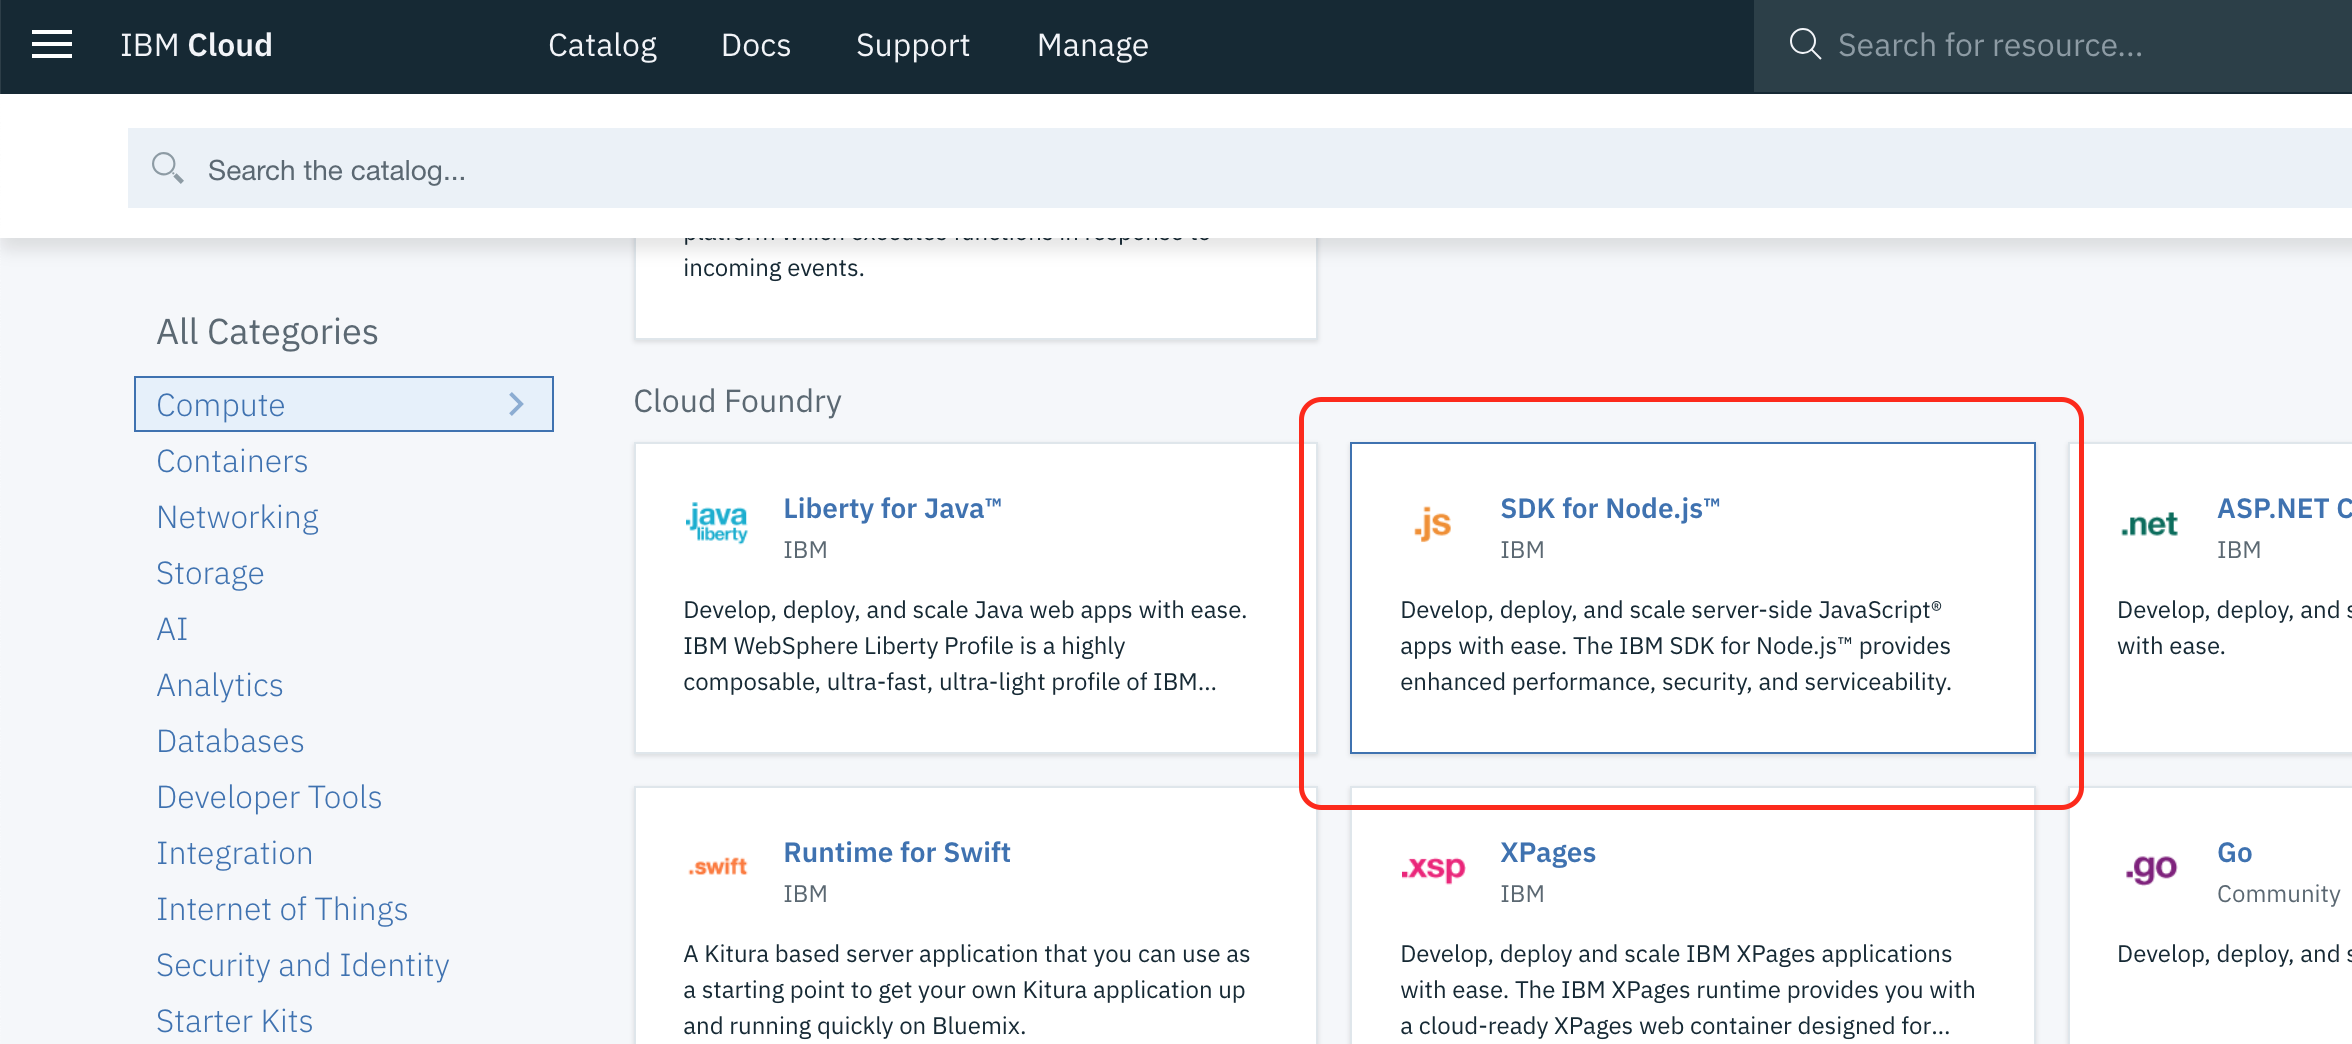 IBM Cloud
Catalog
Docs
Support
Manage
Search for resource...
Search the catalog...
platform which executes functions in response to
incoming events.
All Categories
Compute
Containers
Networking
Storage
AI
Analytics
Databases
Developer Tools
Integration
Internet of Things
Security and Identity
Starter Kits
Cloud Foundry
.java
liberty
Liberty for Java™
IBM
Develop, deploy, and scale Java web apps with ease.
IBM WebSphere Liberty Profile is a highly
composable, ultra-fast, ultra-light profile of IBM...
.js
SDK for Node.js™
IBM
Develop, deploy, and scale server-side JavaScript®
apps with ease. The IBM SDK for Node.js™ provides
enhanced performance, security, and serviceability.
.net
ASP.NET C
IBM
Develop, deploy, and s
with ease.
.swift
Runtime for Swift
IBM
A Kitura based server application that you can use as
a starting point to get your own Kitura application up
and running quickly on Bluemix.
.xsp
XPages
IBM
Develop, deploy and scale IBM XPages applications
with ease. The IBM XPages runtime provides you with
a cloud-ready XPages web container designed for...
.go
Go
Community
Develop, deploy, and s